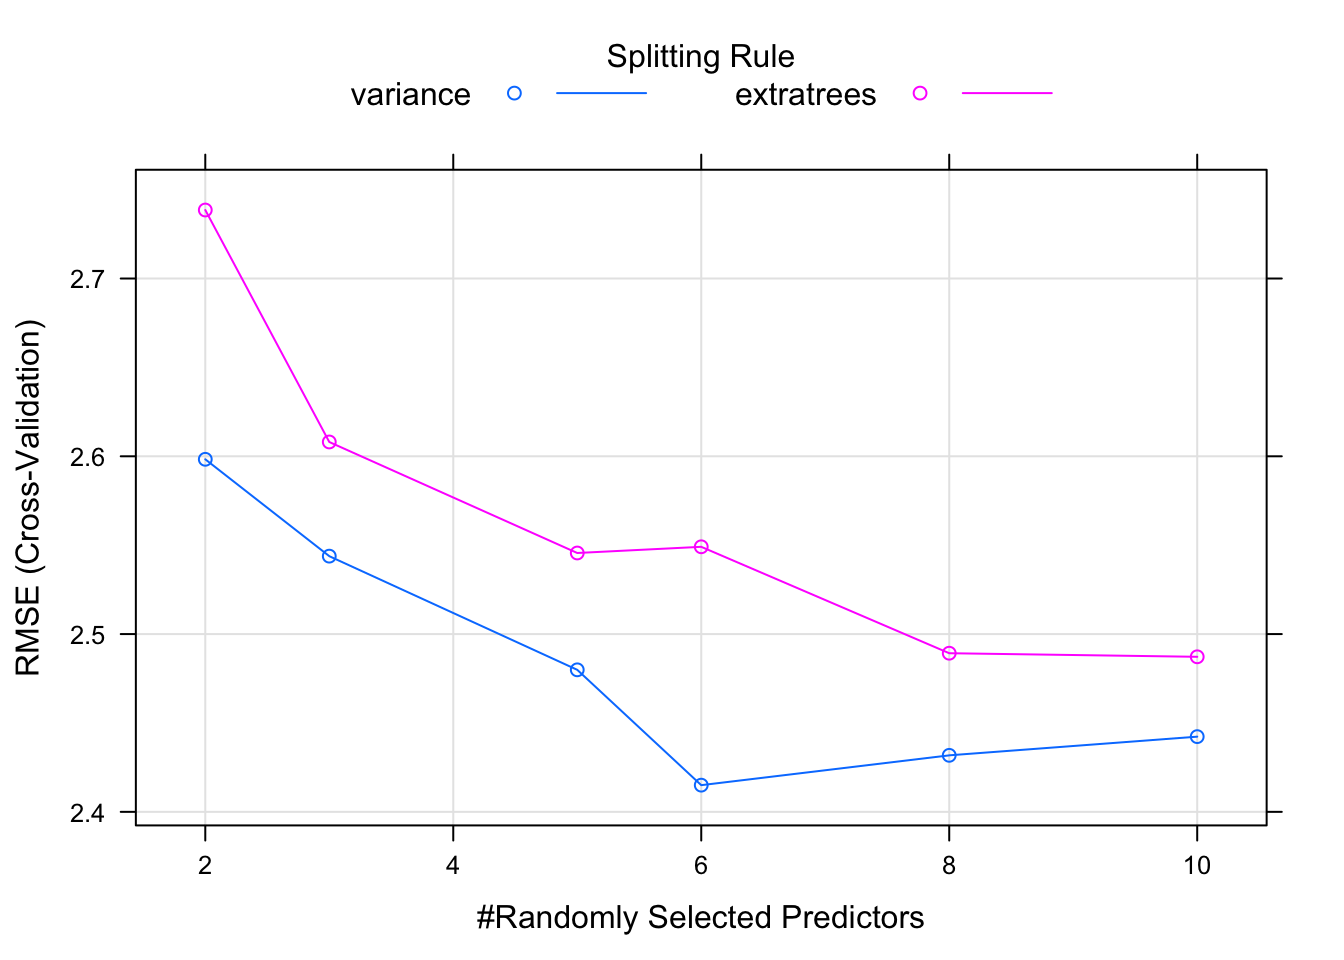 Splitting Rule
variance extratrees
2.7
2.6
2.5
2.4
RMSE (Cross-Validation)
2 4 6 8 10
#Randomly Selected Predictors